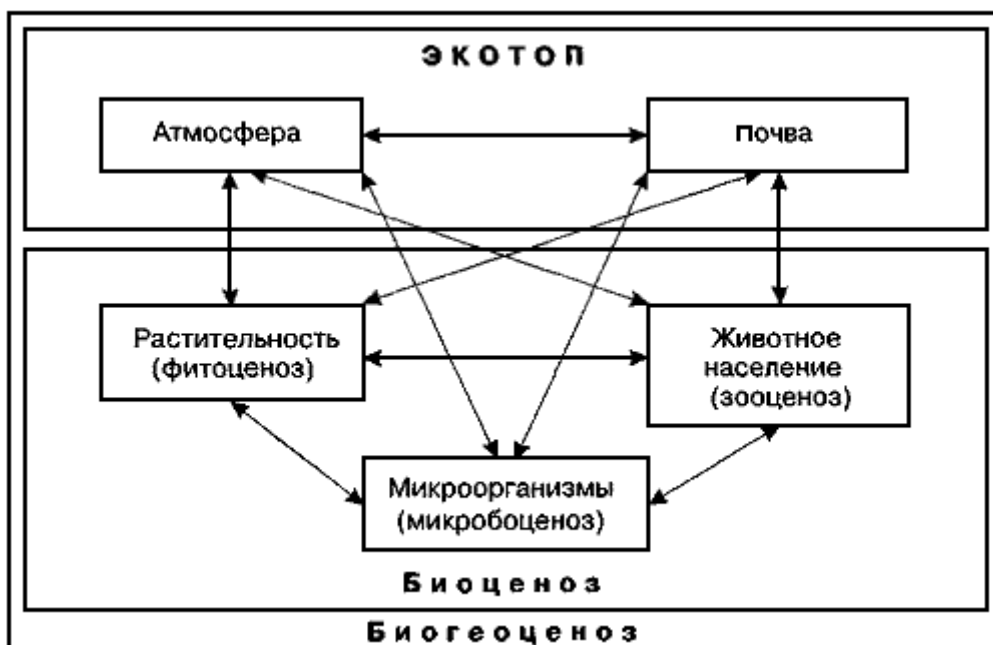 ЭКОТОП
Атмосфера
Почва
Растительность
(фитоценоз)
Животное
население
(зооценоз)
Микроорганизмы
(микробоценоз)
Биоценоз
Биогеоценоз